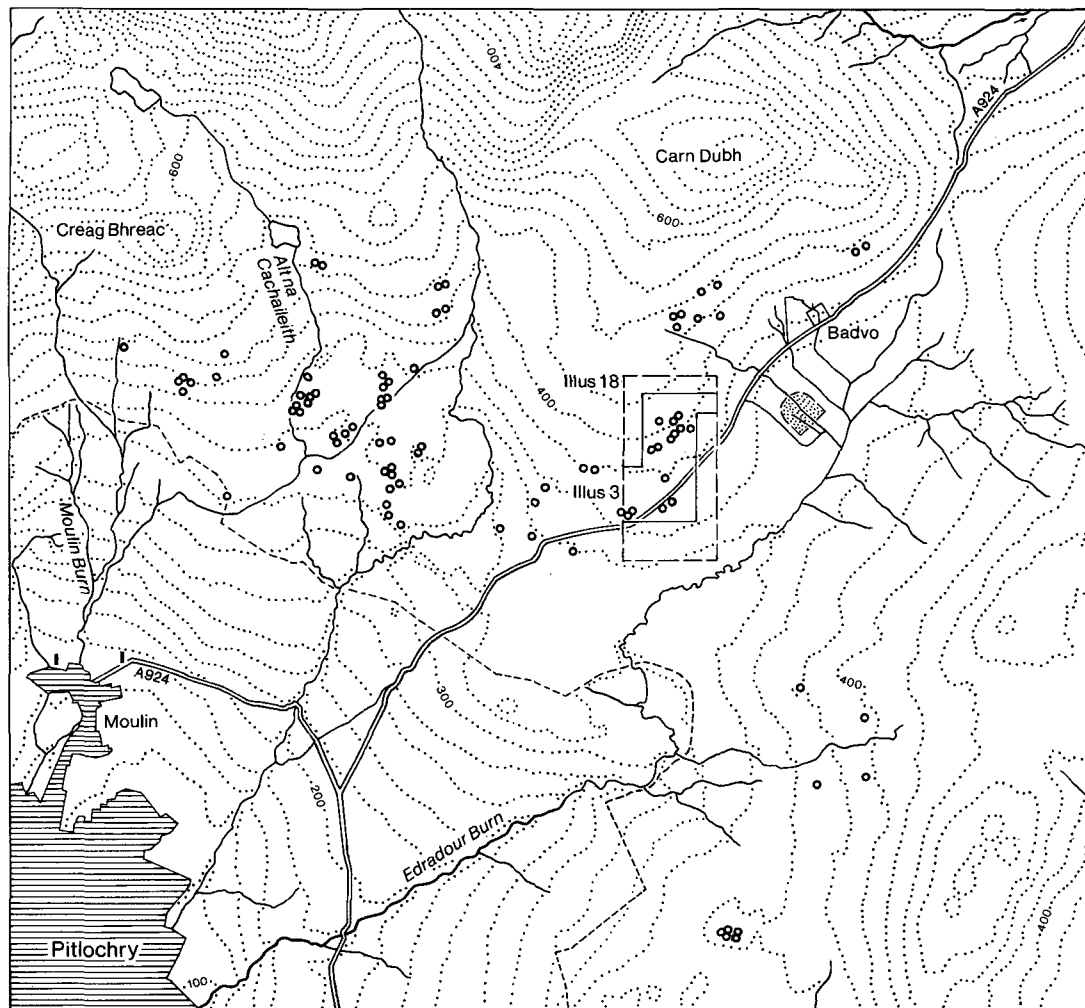 400
A924
Carn Dubh
600
600
Creag Bhreac
Alt na
Cachaileith
Badvo
Illus 18
400
Illus 3
Moulin Burn
A924
400
300
Moulin
200
Edradour Burn
Pitlochry
400
100